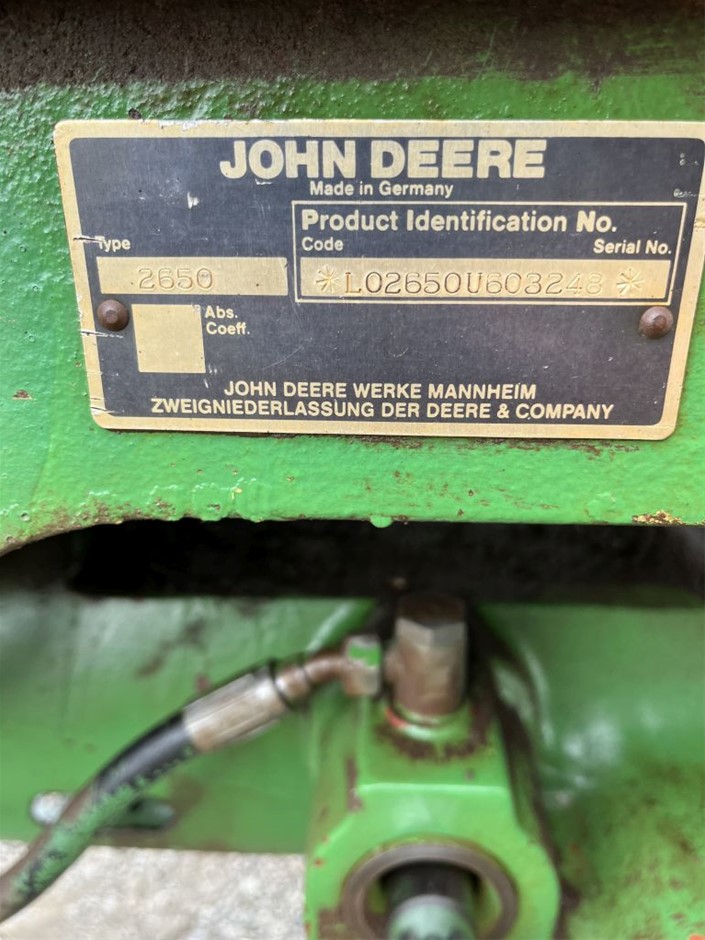 JOHN DEERE
Made in Germany
Product Identification No.
Code Serial No.
Type
2650
*L02650U603248*
Abs.
Coeff.
JOHN DEERE WERKE MANNHEIM
ZWEIGNIEDERLASSUNG DER DEERE & COMPANY